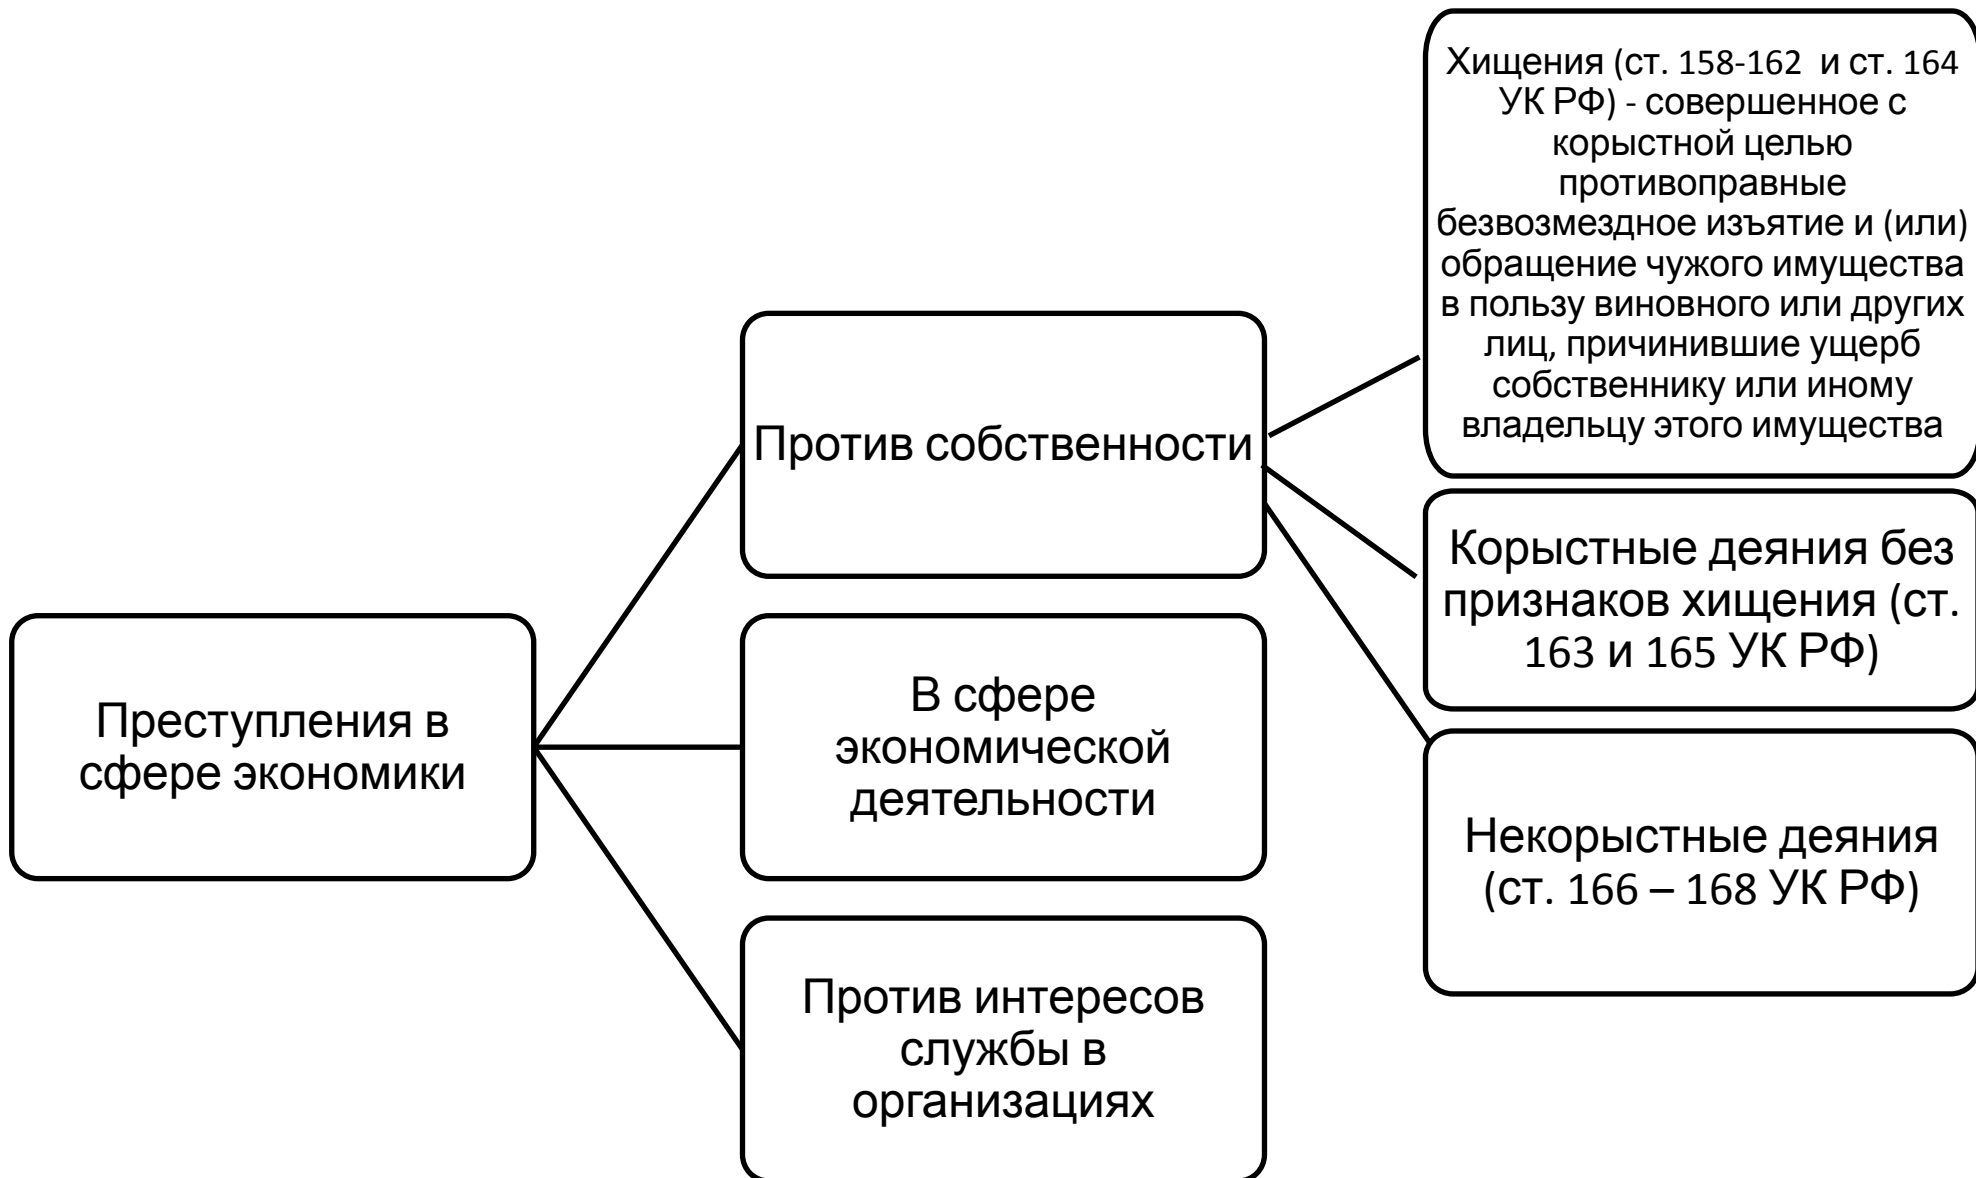 Преступления в
сфере экономики
Против собственности
В сфере
экономической
деятельности
Против интересов
службы в
организациях
Хищения (ст. 158-162 и ст. 164
УК РФ) - совершенное с
корыстной целью
противоправные
безвозмездное изъятие и (или)
обращение чужого имущества
в пользу виновного или других
лиц, причинившие ущерб
собственнику или иному
владельцу этого имущества
Корыстные деяния без
признаков хищения (ст.
163 и 165 УК РФ)
Некорыстные деяния
(ст. 166 – 168 УК РФ)